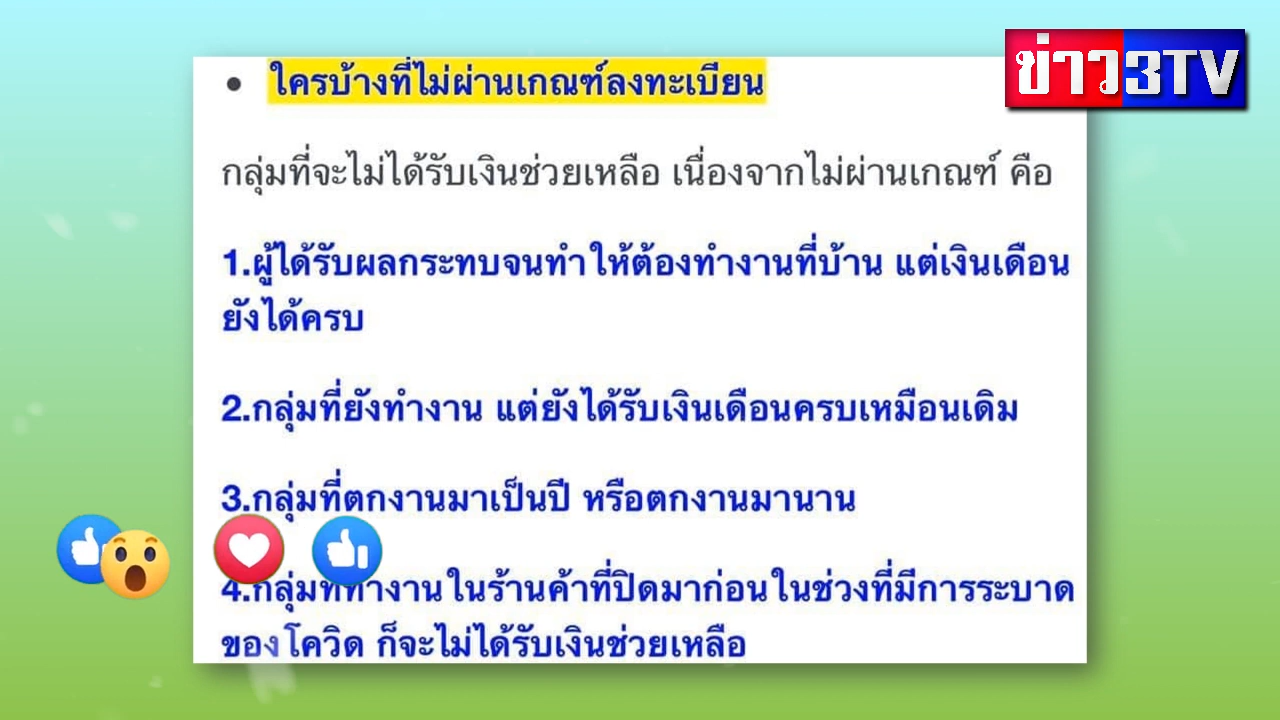 ข่าว3TV
• ใครบ้างที่ไม่ผ่านเกณฑ์ลงทะเบียน
กลุ่มที่จะไม่ได้รับเงินช่วยเหลือ เนื่องจากไม่ผ่านเกณฑ์ คือ
1.ผู้ได้รับผลกระทบจนทำให้ต้องทำงานที่บ้าน แต่เงินเดือน
ยังได้ครบ
2.กลุ่มที่ยังทำงาน แต่ยังได้รับเงินเดือนครบเหมือนเดิม
3.กลุ่มที่ตกงานมาเป็นปี หรือตกงานมานาน
4.กลุ่มที่ทำงานในร้านค้าที่ปิดมาก่อนในช่วงที่มีการระบาด
ของโควิด ก็จะไม่ได้รับเงินช่วยเหลือ